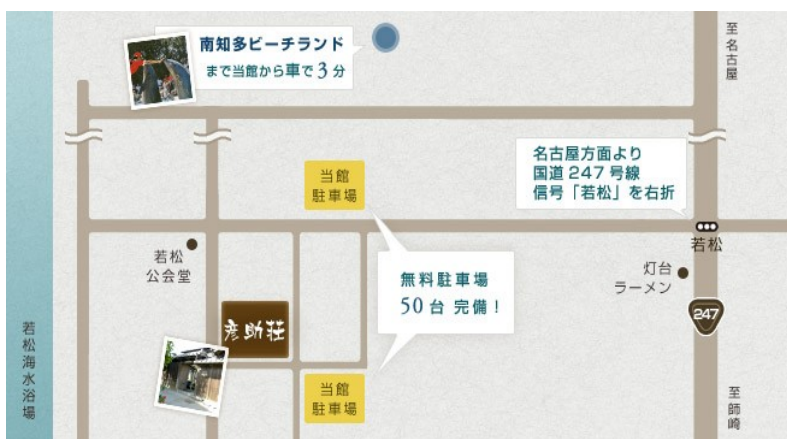 南知多ビーチランド
まで当館から車で3分
至名古屋
名古屋方面より
国道247号線
信号「若松」を右折
当館
駐車場
若松
若松
公会堂
灯台
ラーメン
無料駐車場
50台 完備！
247
彦助荘
若松海水浴場
当館
駐車場
至師崎